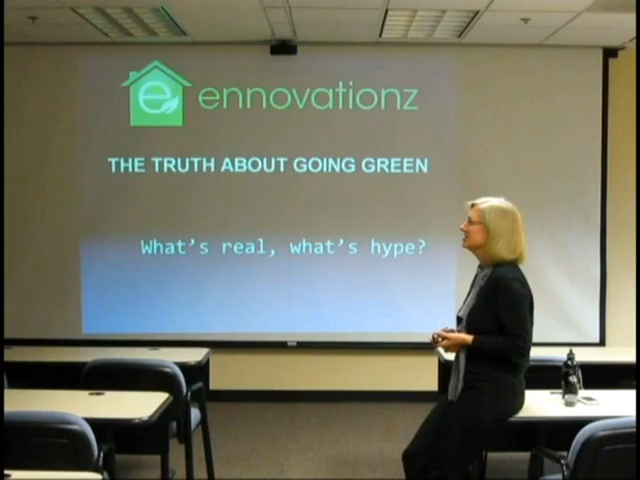 e ennovationz
THE TRUTH ABOUT GOING GREEN
What's real, what's hype?